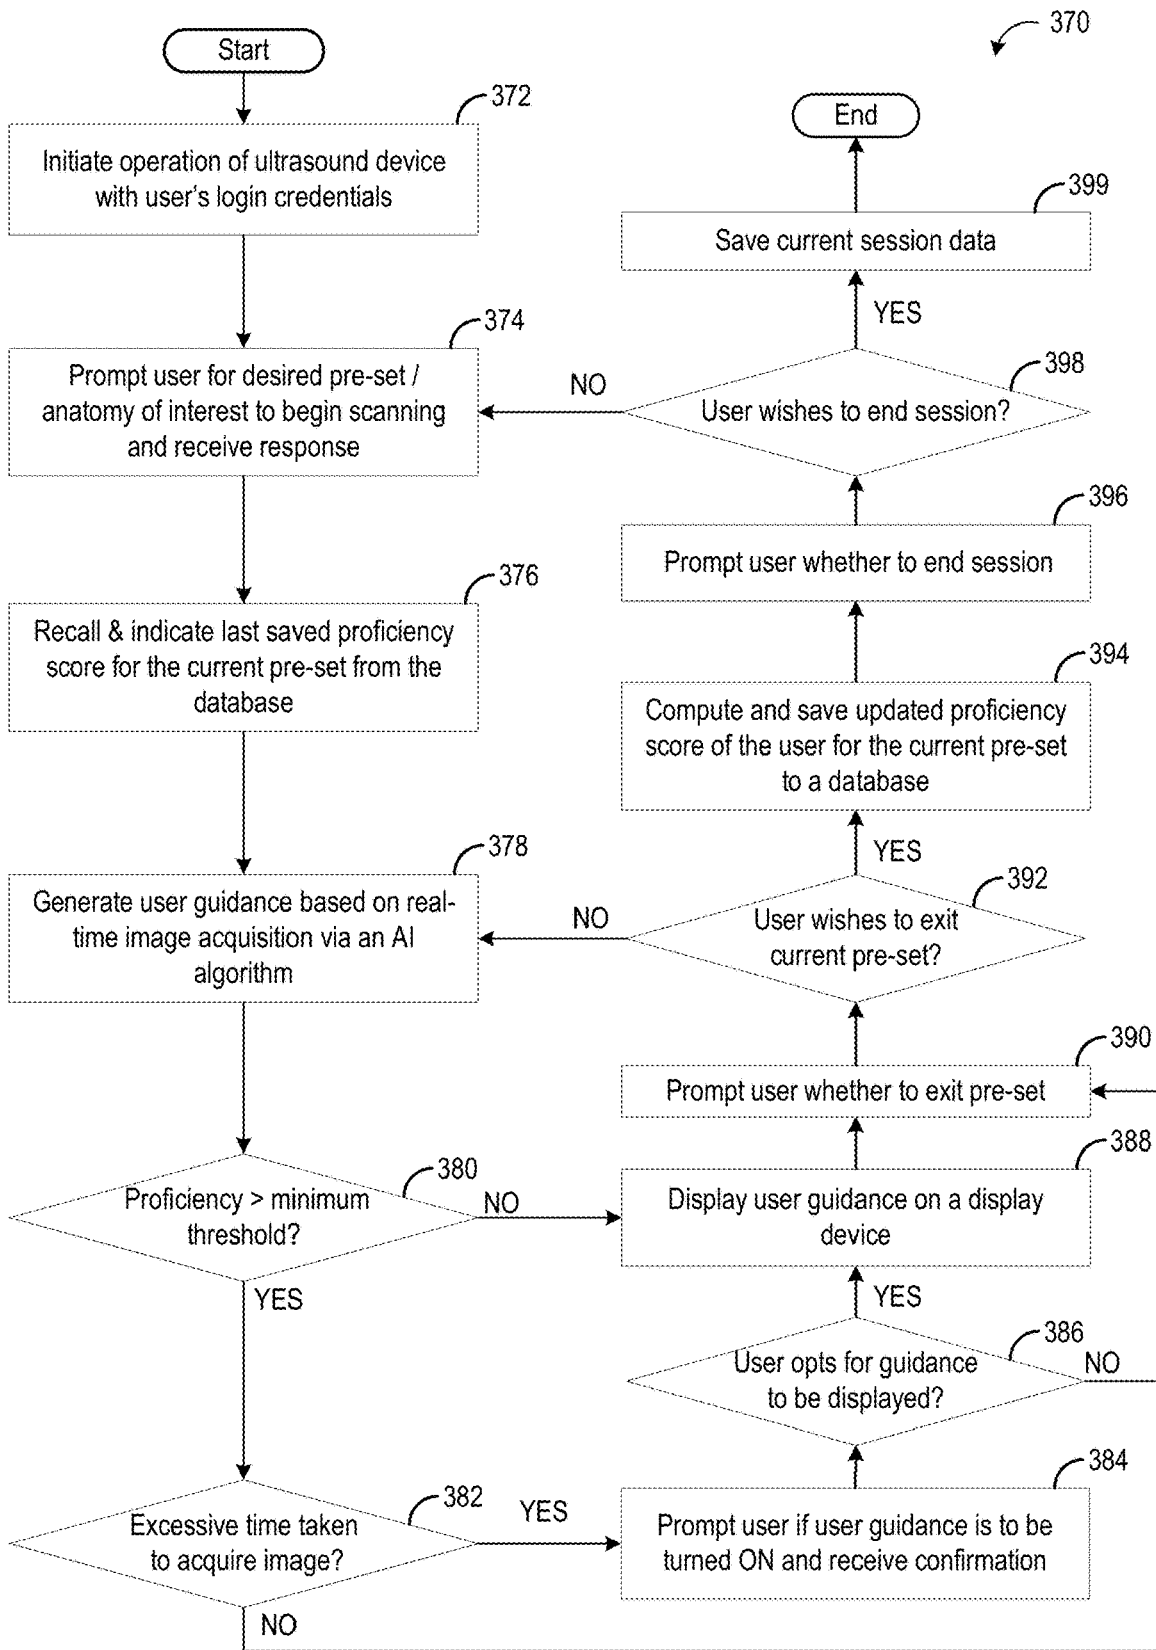 370
Start
372
Initiate operation of ultrasound device
with user's login credentials
374
Prompt user for desired pre-set /
anatomy of interest to begin scanning
and receive response
376
Recall & indicate last saved proficiency
score for the current pre-set from the
database
378
Generate user guidance based on real-
time image acquisition via an AI
algorithm
380
Proficiency > minimum
threshold?
NO
YES
382
Excessive time taken
to acquire image?
YES
NO
384
Prompt user if user guidance is to be
turned ON and receive confirmation
386
User opts for guidance
to be displayed?
NO
YES
388
Display user guidance on a display
device
390
Prompt user whether to exit pre-set
392
User wishes to exit
current pre-set?
NO
YES
394
Compute and save updated proficiency
score of the user for the current pre-set
to a database
396
Prompt user whether to end session
398
User wishes to end session?
NO
YES
399
Save current session data
End